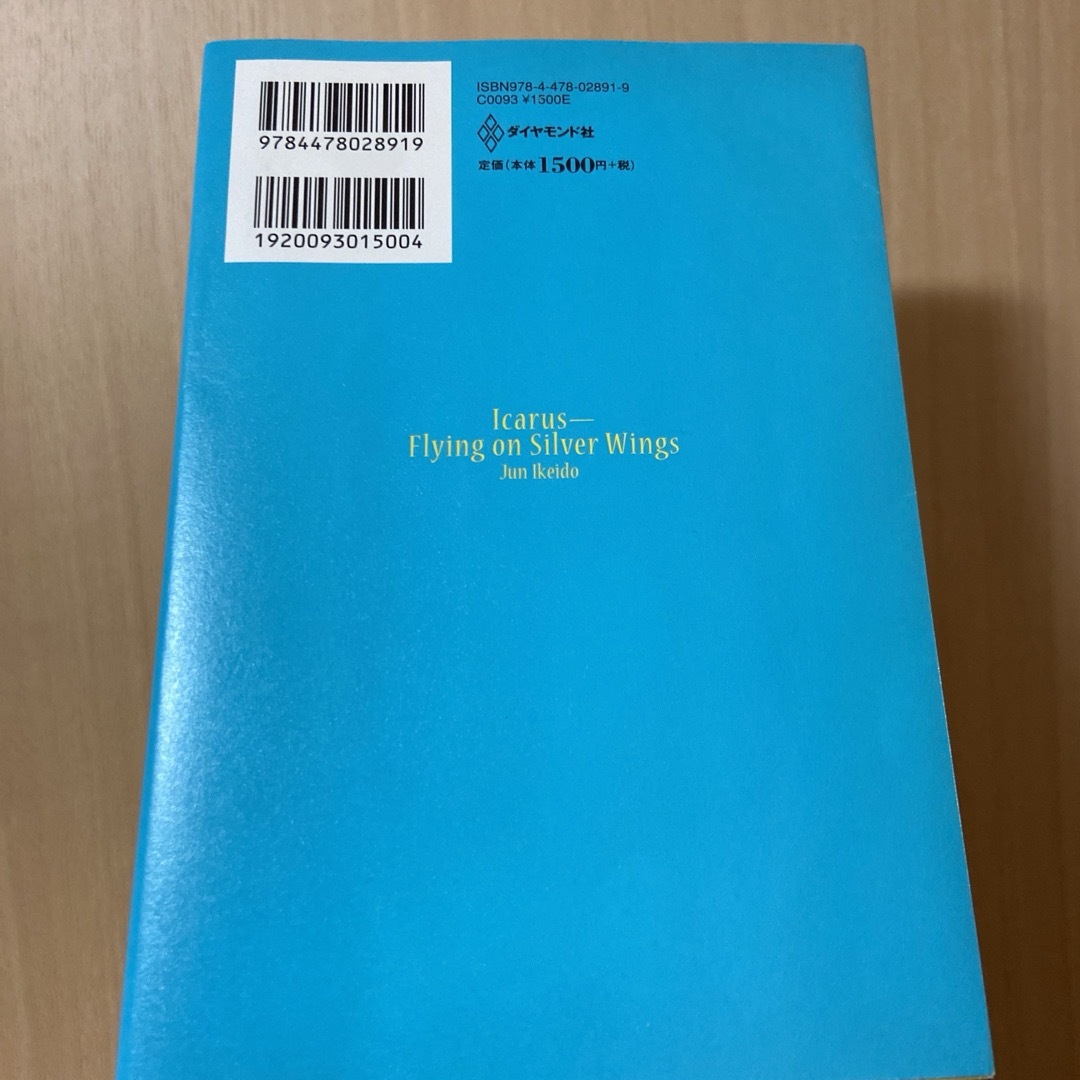 9784478028919
1920093015004
ISBN978-4-478-02891-9
C0093 ¥1500E
ダイヤモンド社
定価(本体1500円+税)
Icarus—
Flying on Silver Wings
Jun Ikeido